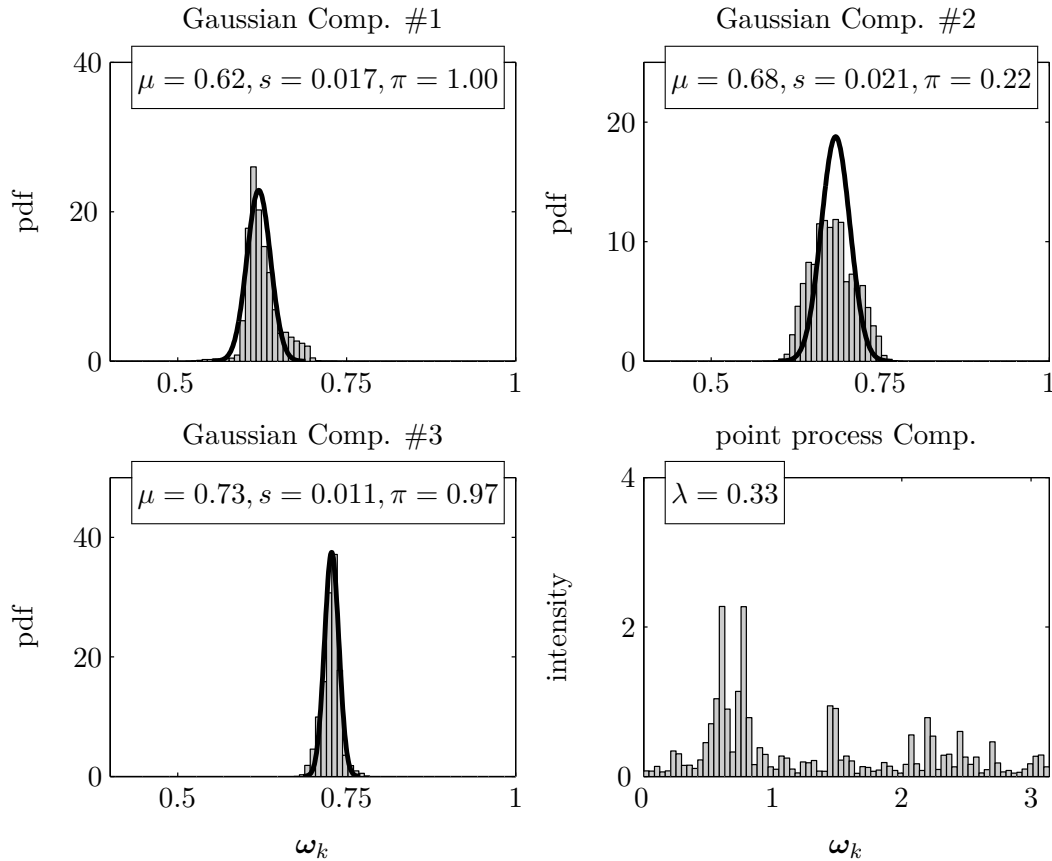 Gaussian Comp. #1
μ = 0.62, s = 0.017, π = 1.00
40
20
0
pdf
0.5 0.75 1
Gaussian Comp. #2
μ = 0.68, s = 0.021, π = 0.22
20
10
0
pdf
0.5 0.75 1
Gaussian Comp. #3
μ = 0.73, s = 0.011, π = 0.97
40
20
0
pdf
0.5 0.75 1
ωk
point process Comp.
λ = 0.33
4
2
0
intensity
0 1 2 3
ωk